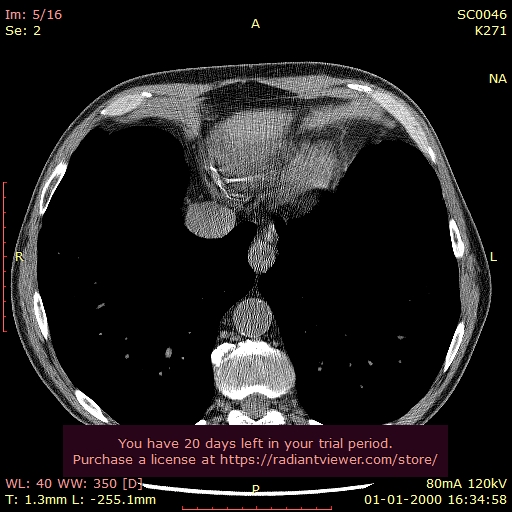 Im: 5/16
Se: 2
A
SC0046
K271
NA
R
L
You have 20 days left in your trial period.
Purchase a license at https://radiantviewer.com/store/
WL: 40 WW: 350 [D]
P
80mA 120kV
T: 1.3mm L: -255.1mm
01-01-2000 16:34:58